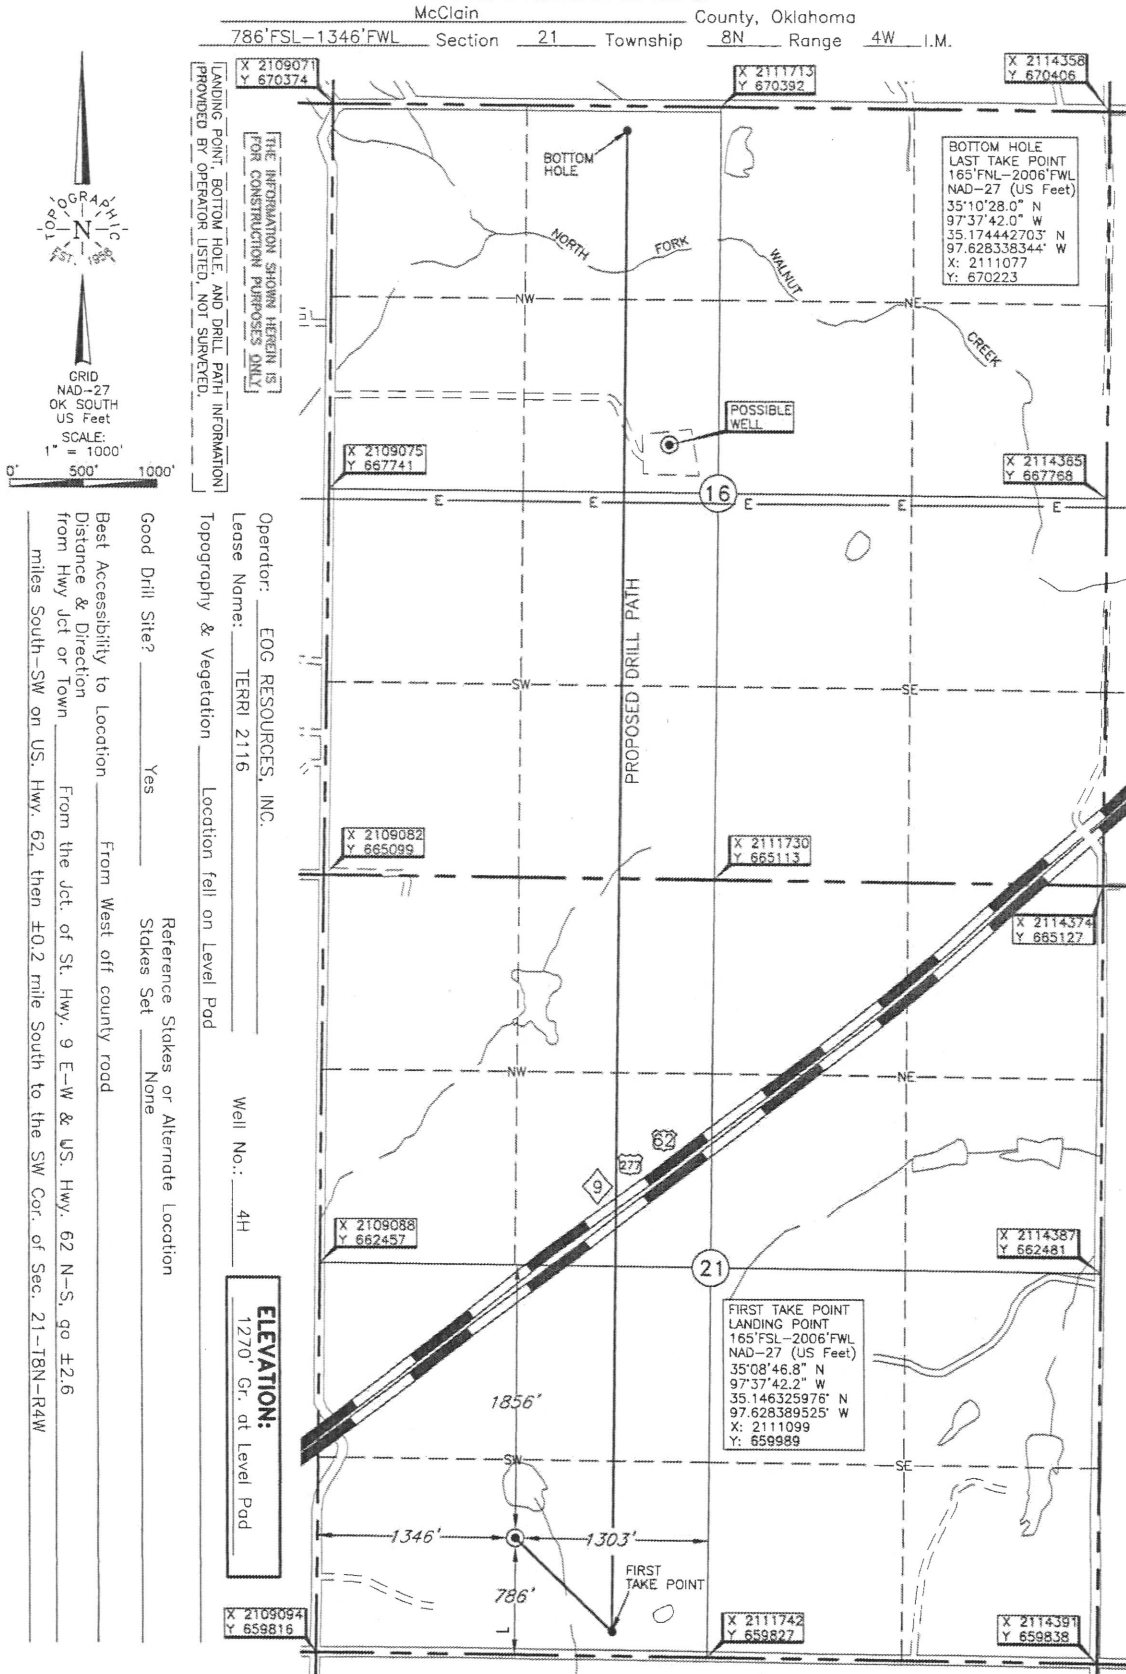 McClain County, Oklahoma
786'FSL-1346'FWL Section 21 Township 8N Range 4W I.M.
X 2109071
Y 670374
X 2111713
Y 670392
X 2114358
Y 670406
TOPOGRAPHIC
N
EST. 1958
GRID
NAD-27
OK SOUTH
US Feet
SCALE:
1" = 1000'
0' 500' 1000'
LANDING POINT, BOTTOM HOLE, AND DRILL PATH INFORMATION
PROVIDED BY OPERATOR LISTED, NOT SURVEYED.
THE INFORMATION SHOWN HEREIN IS
FOR CONSTRUCTION PURPOSES ONLY
BOTTOM
HOLE
BOTTOM HOLE
LAST TAKE POINT
165'FNL-2006'FWL
NAD-27 (US Feet)
35°10'28.0" N
97°37'42.0" W
35.174442703° N
97.628338344° W
X: 2111077
Y: 670223
NORTH FORK WALNUT CREEK
NW
NE
POSSIBLE
WELL
X 2109075
Y 667741
X 2114365
Y 667768
16
E E E E E
PROPOSED DRILL PATH
SW
SE
X 2109082
Y 665099
X 2111730
Y 665113
X 2114374
Y 665127
NW
NE
62
277
9
X 2109088
Y 662457
X 2114387
Y 662481
21
FIRST TAKE POINT
LANDING POINT
165'FSL-2006'FWL
NAD-27 (US Feet)
35°08'46.8" N
97°37'42.2" W
35.146325976° N
97.628389525° W
X: 2111099
Y: 659989
1856'
SW
SE
1346'
1303'
786'
L
FIRST
TAKE POINT
X 2109094
Y 659816
X 2111742
Y 659827
X 2114391
Y 659838
Operator: EOG RESOURCES, INC.
Lease Name: TERRI 2116 Well No.: 4H
Topography & Vegetation Location fell on Level Pad
Reference Stakes or Alternate Location
Good Drill Site? Yes Stakes Set None
Best Accessibility to Location From West off county road
Distance & Direction
from Hwy Jct or Town From the Jct. of St. Hwy. 9 E-W & US. Hwy. 62 N-S, go ±2.6
miles South-SW on US. Hwy. 62, then ±0.2 mile South to the SW Cor. of Sec. 21-T8N-R4W
ELEVATION:
1270' Gr. at Level Pad